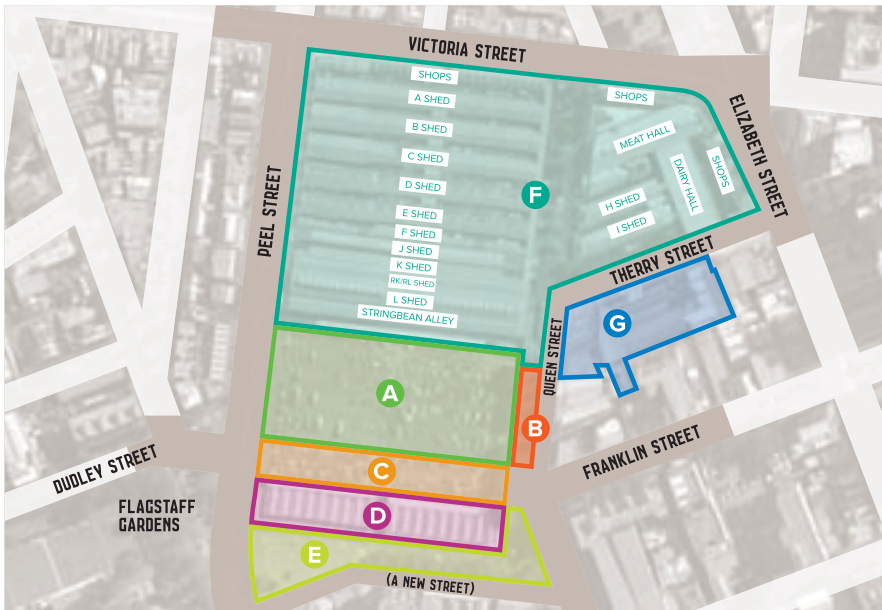 VICTORIA STREET
SHOPS
A SHED
B SHED
C SHED
D SHED
E SHED
F SHED
J SHED
K SHED
RK/RL SHED
L SHED
STRINGBEAN ALLEY
SHOPS
MEAT HALL
DAIRY HALL
SHOPS
H SHED
I SHED
F
ELIZABETH STREET
PEEL STREET
THERRY STREET
G
QUEEN STREET
A
B
FRANKLIN STREET
C
DUDLEY STREET
FLAGSTAFF
GARDENS
D
E
(A NEW STREET)